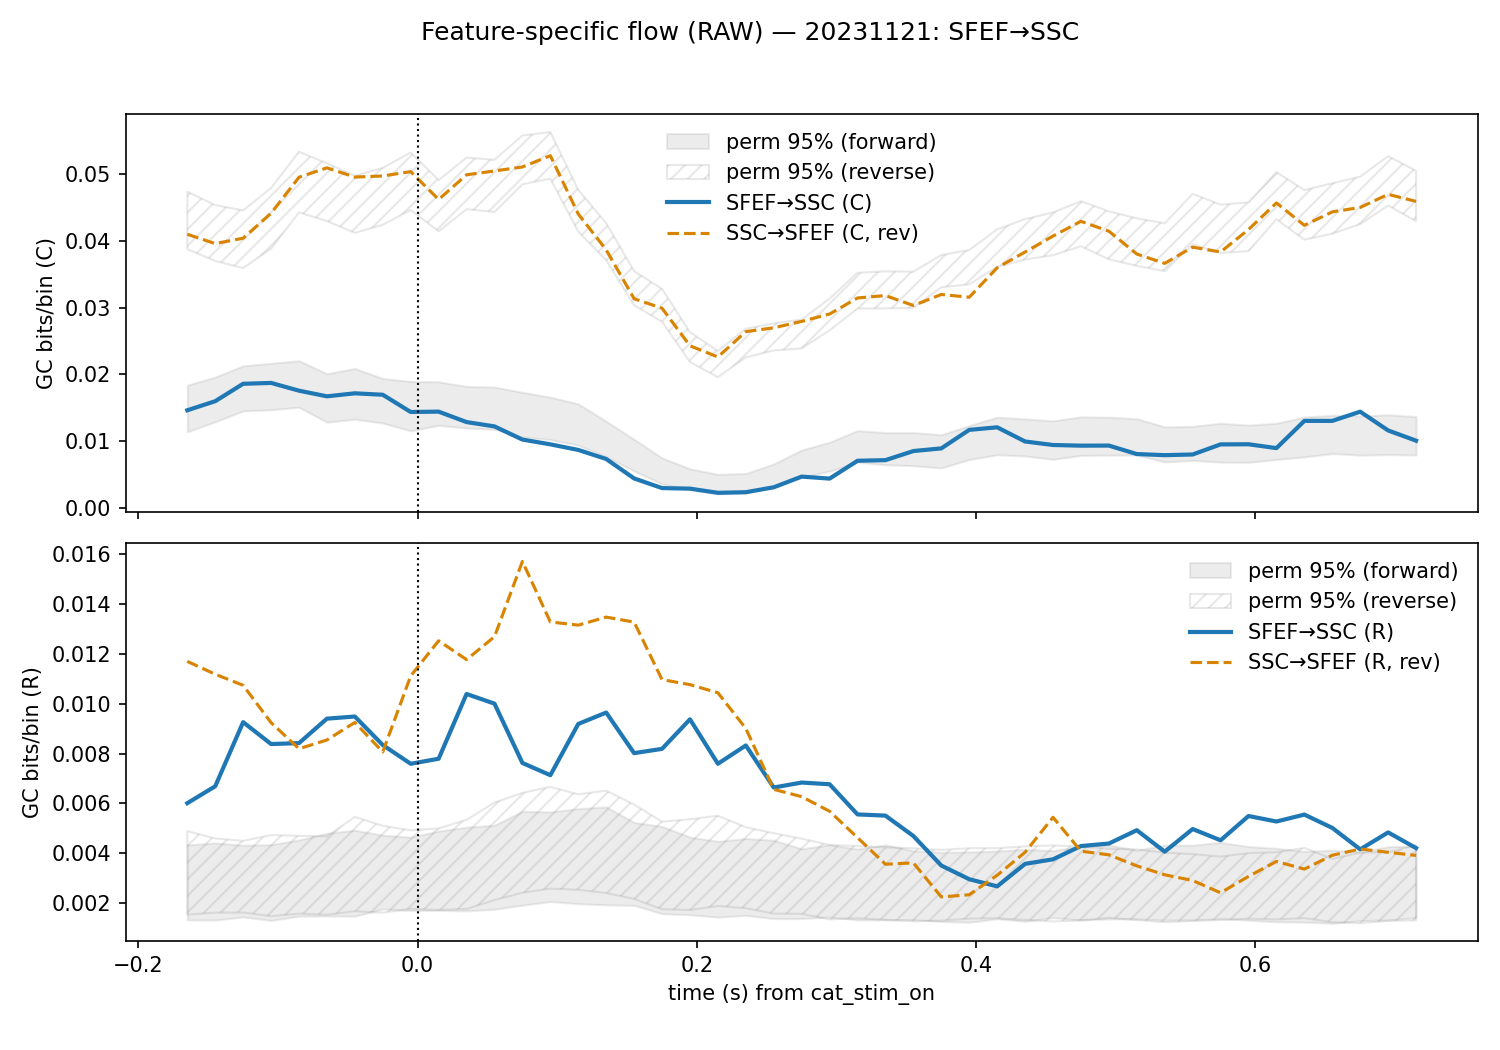 Feature-specific flow (RAW) — 20231121: SFEF→SSC
GC bits/bin (C)
0.05
0.04
0.03
0.02
0.01
0.00
perm 95% (forward)
perm 95% (reverse)
SFEF→SSC (C)
SSC→SFEF (C, rev)
GC bits/bin (R)
0.016
0.014
0.012
0.010
0.008
0.006
0.004
0.002
perm 95% (forward)
perm 95% (reverse)
SFEF→SSC (R)
SSC→SFEF (R, rev)
−0.2 0.0 0.2 0.4 0.6
time (s) from cat_stim_on